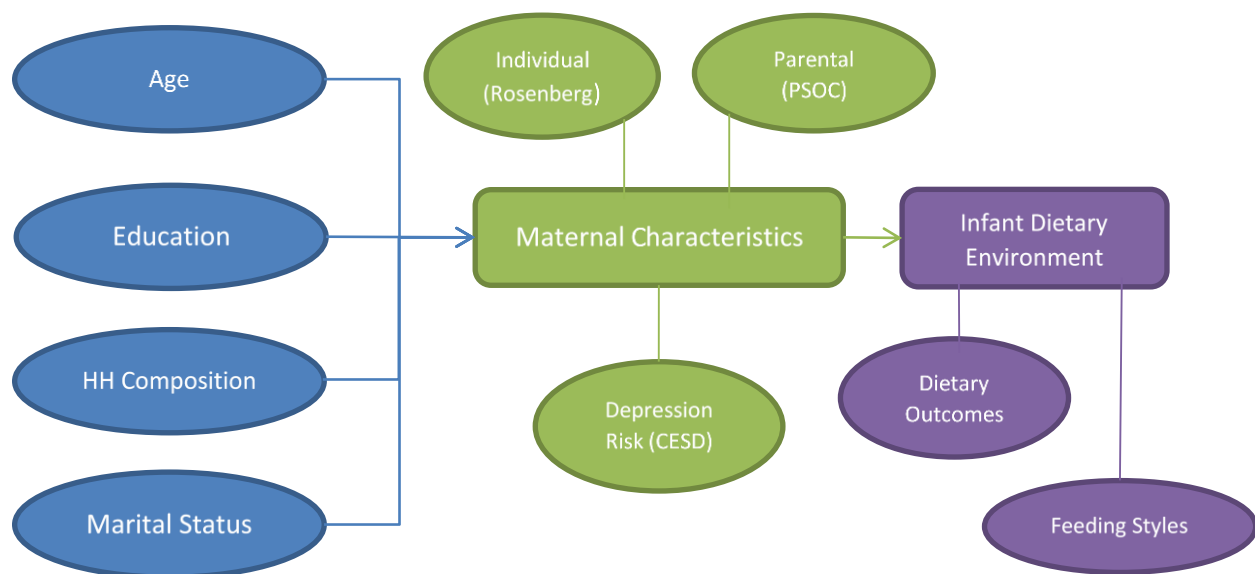 Age
Education
HH Composition
Marital Status
Individual
(Rosenberg)
Parental
(PSOC)
Maternal Characteristics
Depression
Risk (CESD)
Infant Dietary
Environment
Dietary
Outcomes
Feeding Styles